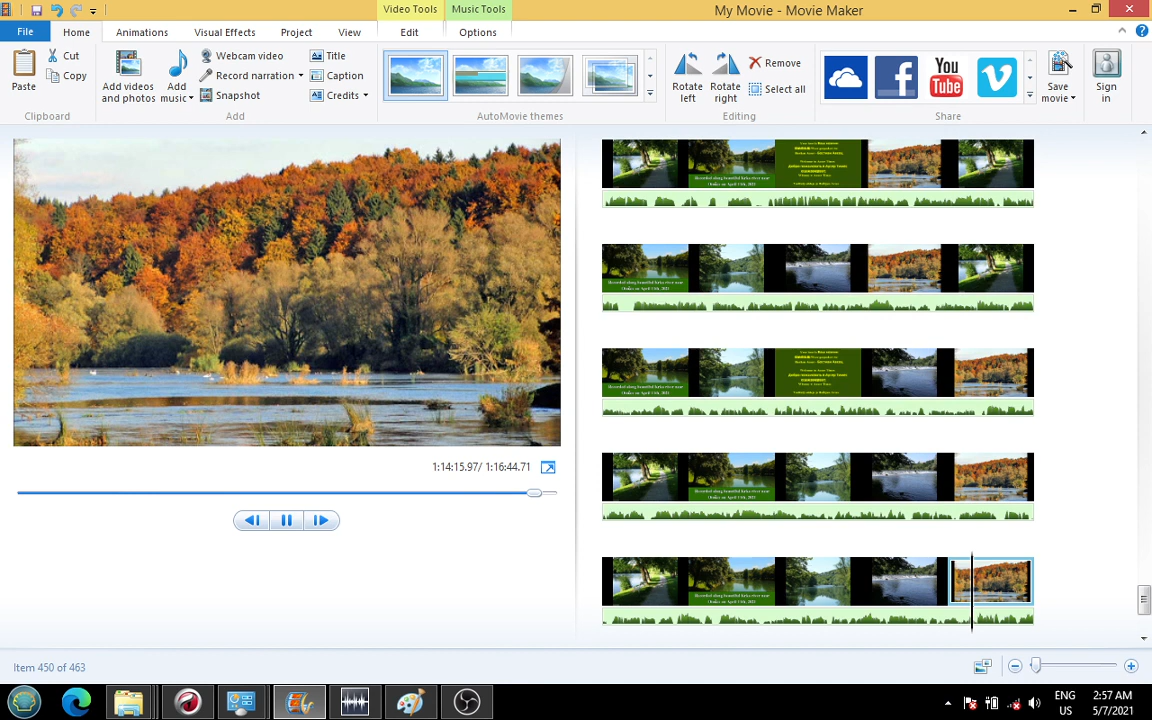 Video Tools
Music Tools
My Movie - Movie Maker
File
Home
Animations
Visual Effects
Project
View
Edit
Options
Paste
Cut
Copy
Clipboard
Add videos
and photos
Add
music
Webcam video
Record narration
Snapshot
Title
Caption
Credits
Add
AutoMovie themes
Rotate
left
Rotate
right
Remove
Select all
Editing
You
Tube
Share
Save
movie
Sign
in
1:14:15.97/ 1:16:44.71
Item 450 of 463
ENG
US
2:57 AM
5/7/2021